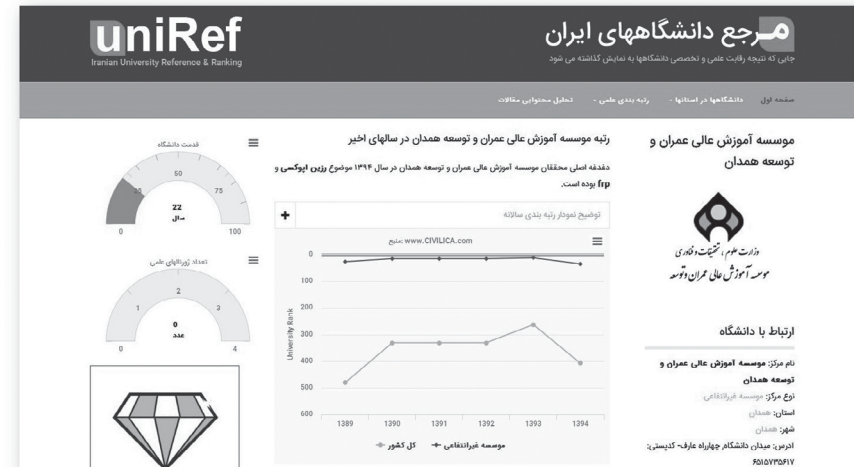 مرجع دانشگاههای ایران
جایی که نتیجه رقابت علمی و تخصصی دانشگاهها به نمایش گذاشته می شود
uniRef
Iranian University Reference & Ranking
صفحه اول
دانشگاهها در استانها
رتبه بندی علمی
تحلیل محتوایی مقالات
موسسه آموزش عالی عمران و
توسعه همدان
وزارت علوم، تحقیقات و فناوری
موسسه آموزش عالی عمران و توسعه
ارتباط با دانشگاه
نام مرکز: موسسه آموزش عالی عمران و
توسعه همدان
نوع مرکز: موسسه غیرانتفاعی
استان: همدان
شهر: همدان
ادرس: میدان دانشگاه, چهارراه عارف- کدپستی:
۶۵۱۵۷۳۵۶۱۷
رتبه موسسه آموزش عالی عمران و توسعه همدان در سالهای اخیر
دغدغه اصلی محققان موسسه آموزش عالی عمران و توسعه همدان در سال ۱۳۹۴ موضوع رزین اپوکسی و
frp بوده است.
توضیح نمودار رتبه بندی سالانه
+
منبع: www.CIVILICA.com
University Rank
0
100
200
300
400
500
600
1389 1390 1391 1392 1393 1394
موسسه غیرانتفاعی
کل کشور
قدمت دانشگاه
0
25
50
75
100
22
سال
تعداد ژورنالهای علمی
0
1
2
3
4
0
عدد